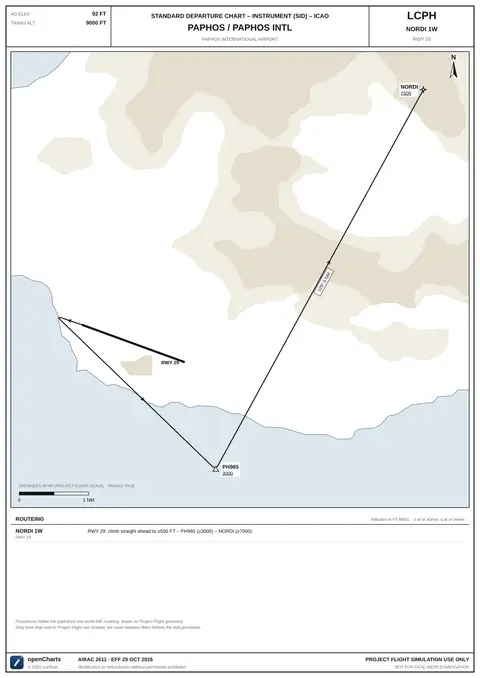 AD ELEV 92 FT
TRANS ALT 9000 FT
STANDARD DEPARTURE CHART – INSTRUMENT (SID) – ICAO
PAPHOS / PAPHOS INTL
PAPHOS INTERNATIONAL AIRPORT
LCPH
NORDI 1W
RWY 29
N
NORDI
7000
RWY 29
PH965
3000
DISTANCES IN NM (PROJECT FLIGHT SCALE) · TRACKS TRUE
0 1 NM
ROUTEING
Altitudes in FT AMSL · ≥ at or above, ≤ at or below
NORDI 1W RWY 29: climb straight ahead to ≥500 FT – PH965 (≥3000) – NORDI (≥7000)
RWY 29
Procedures follow the published real-world AIP routeing, drawn on Project Flight geometry.
Only fixes that exist in Project Flight are charted; the route between them follows the real procedure.
openCharts
AIRAC 2611 · EFF 29 OCT 2026
PROJECT FLIGHT SIMULATION USE ONLY
Modification or redistribution without permission prohibited
NOT FOR REAL-WORLD NAVIGATION